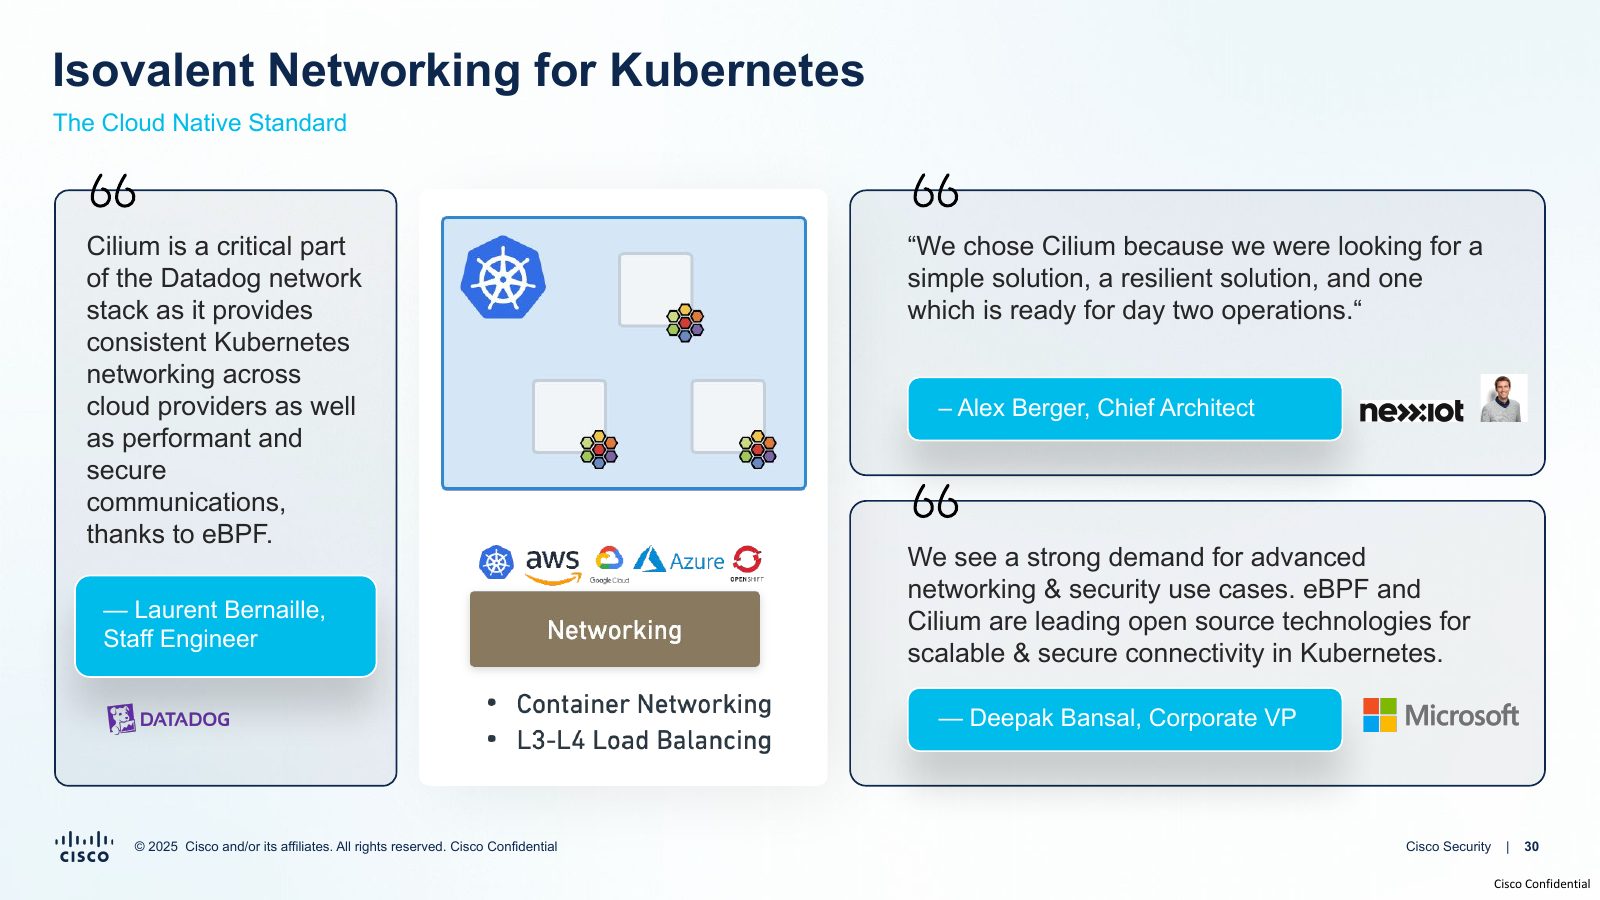 Isovalent Networking for Kubernetes
The Cloud Native Standard
Cilium is a critical part
of the Datadog network
stack as it provides
consistent Kubernetes
networking across
cloud providers as well
as performant and
secure
communications,
thanks to eBPF.
— Laurent Bernaille,
Staff Engineer
DATADOG
aws
Google Cloud
Azure
OPENSHIFT
Networking
• Container Networking
• L3-L4 Load Balancing
“We chose Cilium because we were looking for a
simple solution, a resilient solution, and one
which is ready for day two operations.“
– Alex Berger, Chief Architect
nexxiot
We see a strong demand for advanced
networking & security use cases. eBPF and
Cilium are leading open source technologies for
scalable & secure connectivity in Kubernetes.
— Deepak Bansal, Corporate VP
Microsoft
CISCO
© 2025 Cisco and/or its affiliates. All rights reserved. Cisco Confidential
Cisco Security | 30
Cisco Confidential